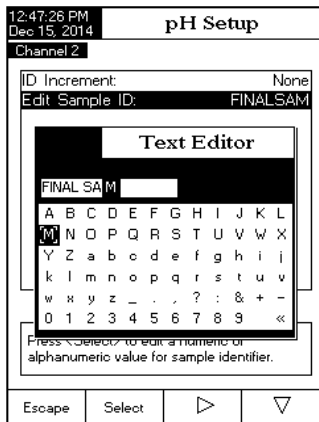 12:47:26 PM
Dec 15, 2014
pH Setup
Channel 2
ID Increment: None
Edit Sample ID: FINALSAM
Text Editor
FINAL SAM
A B C D E F G H I J K L
[M] N O P Q R S T U V W X
Y Z a b c d e f g h i j
k l m n o p q r s t u v
w x y z _ . , ? : & + -
0 1 2 3 4 5 6 7 8 9 «
Press <Select> to edit a numeric or
alphanumeric value for sample identifier.
Escape Select ▷ ▽